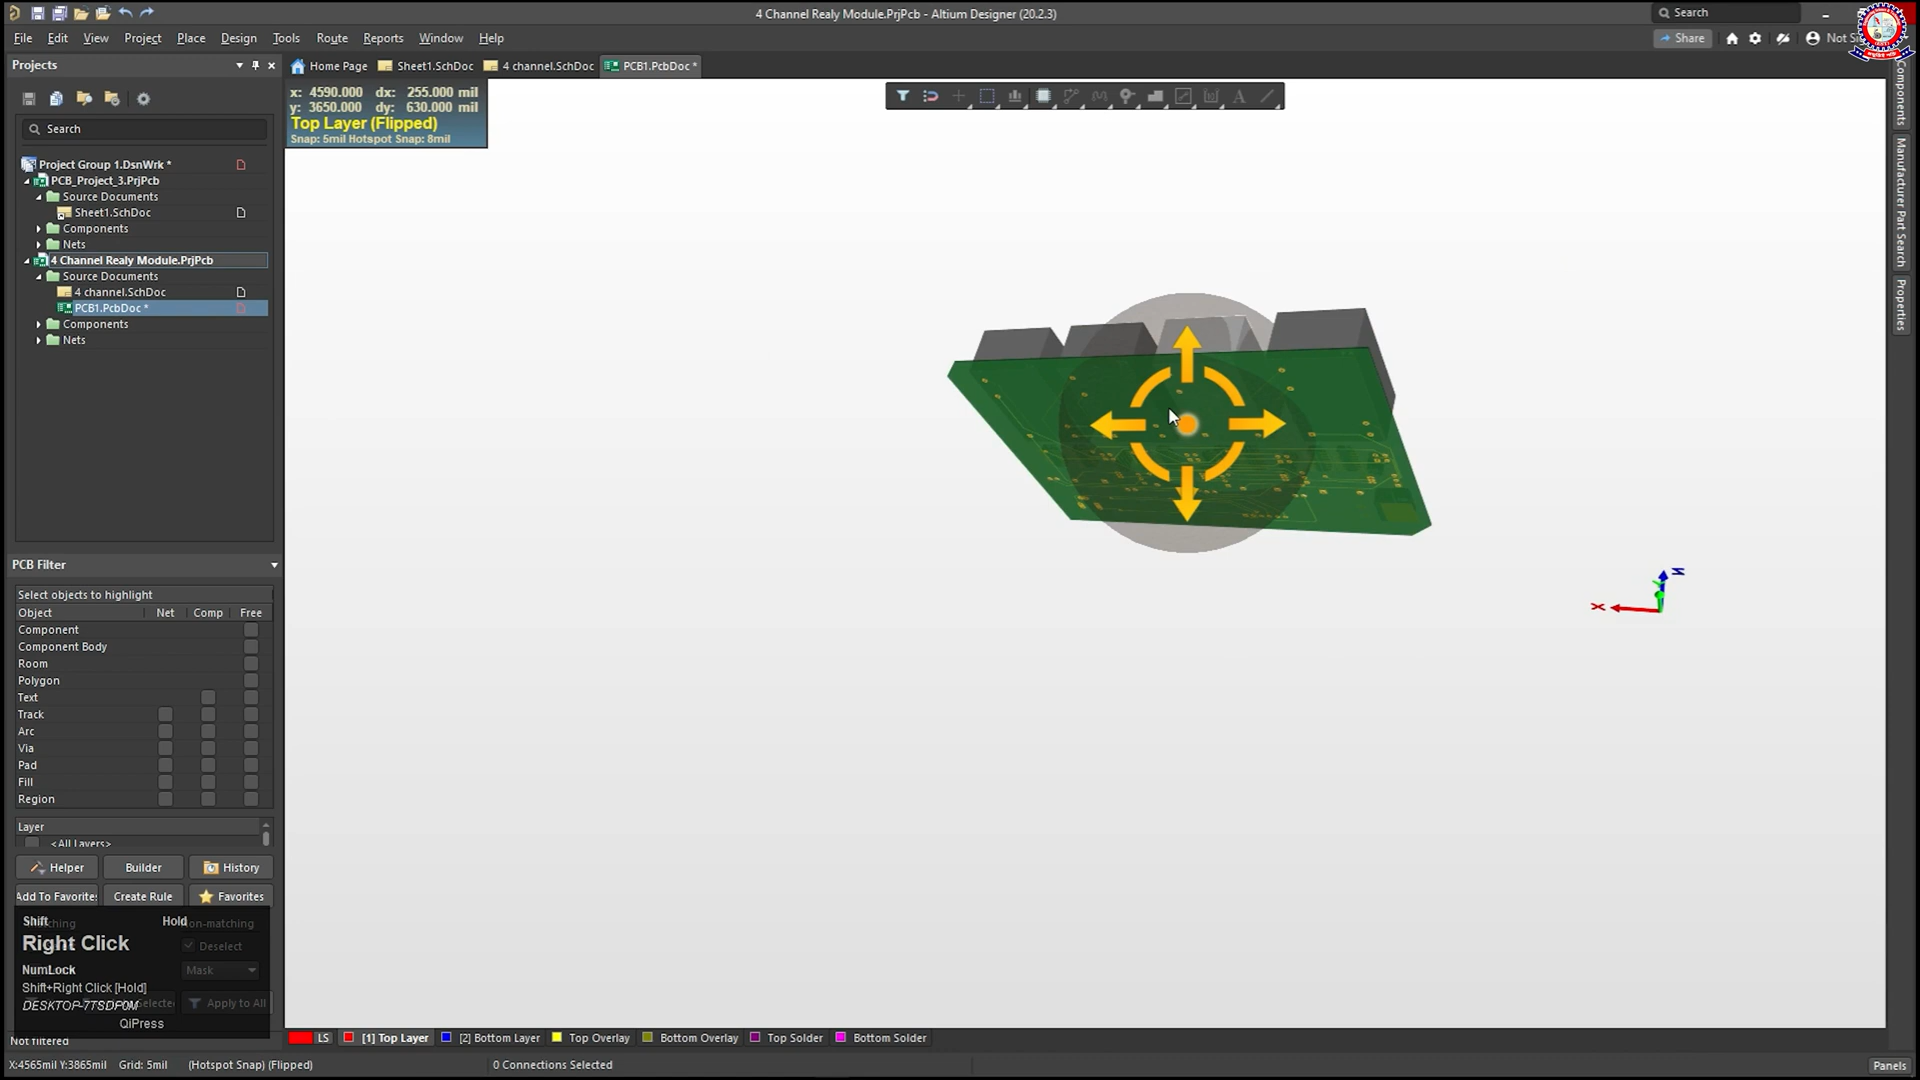 4 Channel Realy Module.PrjPcb - Altium Designer (20.2.3)
Search
File Edit View Project Place Design Tools Route Reports Window Help
Share
Not Si
Projects
Home Page
Sheet1.SchDoc
4 channel.SchDoc
PCB1.PcbDoc *
x: 4590.000 dx: 255.000 mil
y: 3650.000 dy: 630.000 mil
Top Layer (Flipped)
Snap: 5mil Hotspot Snap: 8mil
Search
Project Group 1.DsnWrk *
PCB_Project_3.PrjPcb
Source Documents
Sheet1.SchDoc
Components
Nets
4 Channel Realy Module.PrjPcb
Source Documents
4 channel.SchDoc
PCB1.PcbDoc *
Components
Nets
Components
Manufacturer Part Search
Properties
Z
X
PCB Filter
Select objects to highlight
Object Net Comp Free
Component
Component Body
Room
Polygon
Text
Track
Arc
Via
Pad
Fill
Region
Layer
<All Layers>
Helper Builder History
Add To Favorites Create Rule Favorites
Shift Hold
Non-matching
Right Click
Deselect
NumLock
Mask
Shift+Right Click [Hold]
DESKTOP-77SDF0M
Apply to All
QiPress
Not filtered
LS [1] Top Layer [2] Bottom Layer Top Overlay Bottom Overlay Top Solder Bottom Solder
X:4565mil Y:3865mil Grid: 5mil (Hotspot Snap) (Flipped) 0 Connections Selected
Panels